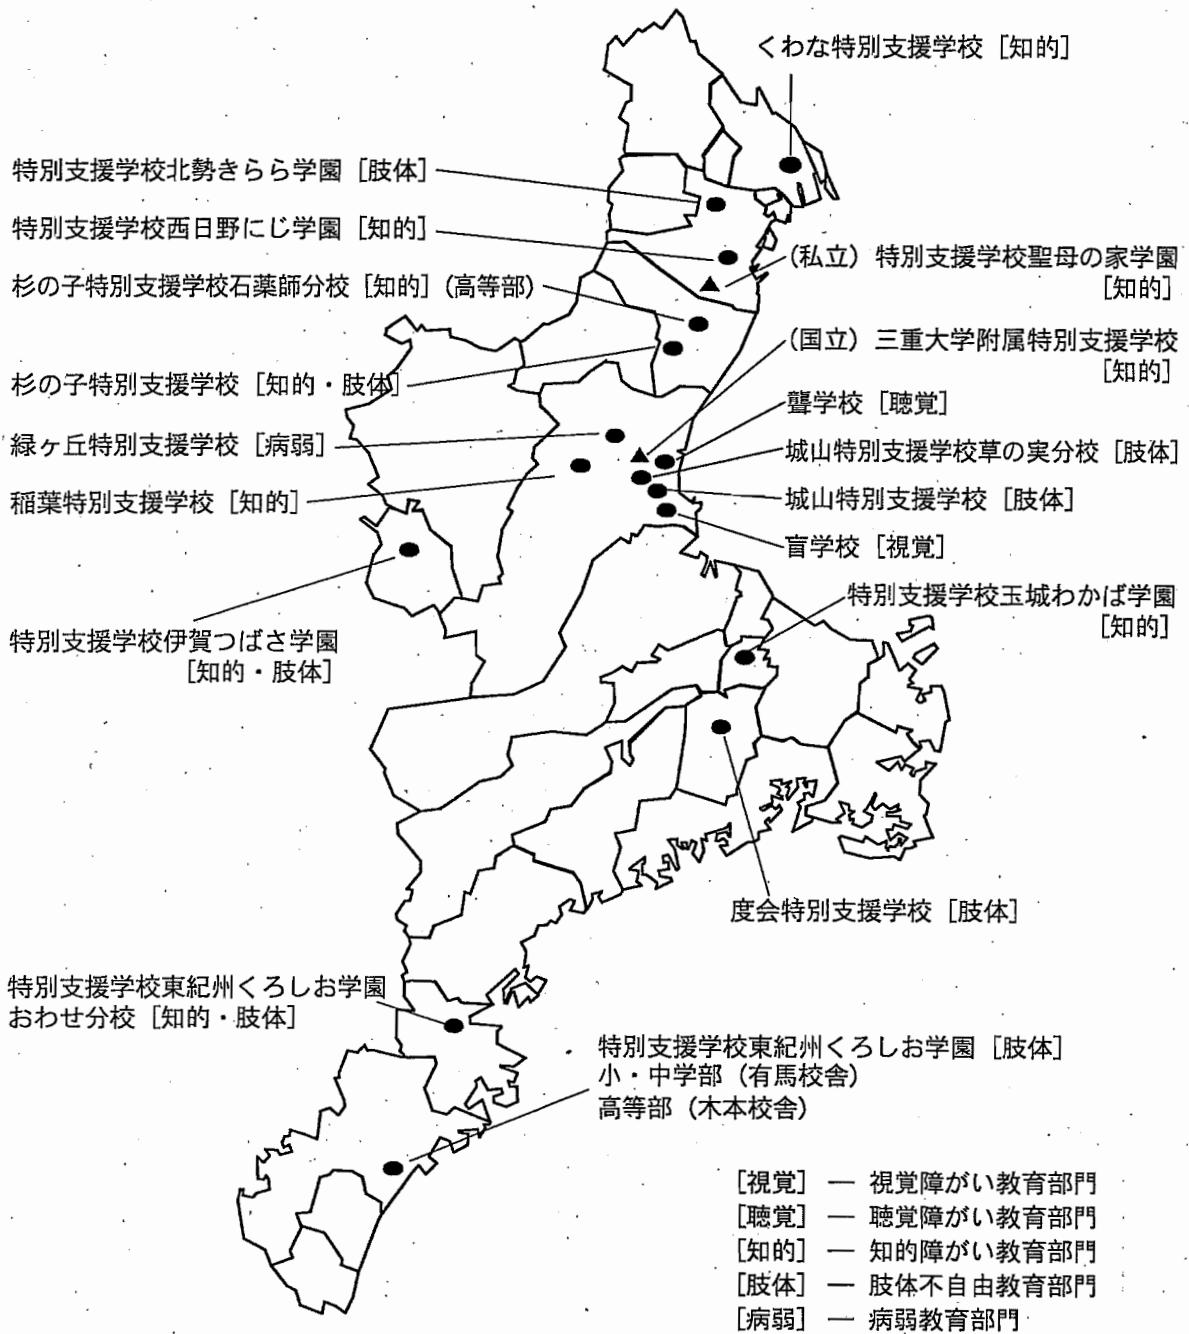 くわな特別支援学校［知的］
特別支援学校北勢きらら学園［肢体］
特別支援学校西日野にじ学園［知的］
（私立）特別支援学校聖母の家学園
［知的］
杉の子特別支援学校石薬師分校［知的］（高等部）
（国立）三重大学附属特別支援学校
［知的］
杉の子特別支援学校［知的・肢体］
聾学校［聴覚］
緑ヶ丘特別支援学校［病弱］
城山特別支援学校草の実分校［肢体］
稲葉特別支援学校［知的］
城山特別支援学校［肢体］
盲学校［視覚］
特別支援学校玉城わかば学園
［知的］
特別支援学校伊賀つばさ学園
［知的・肢体］
度会特別支援学校［肢体］
特別支援学校東紀州くろしお学園
おわせ分校［知的・肢体］
特別支援学校東紀州くろしお学園［肢体］
小・中学部（有馬校舎）
高等部（木本校舎）
［視覚］ ― 視覚障がい教育部門
［聴覚］ ― 聴覚障がい教育部門
［知的］ ― 知的障がい教育部門
［肢体］ ― 肢体不自由教育部門
［病弱］ ― 病弱教育部門